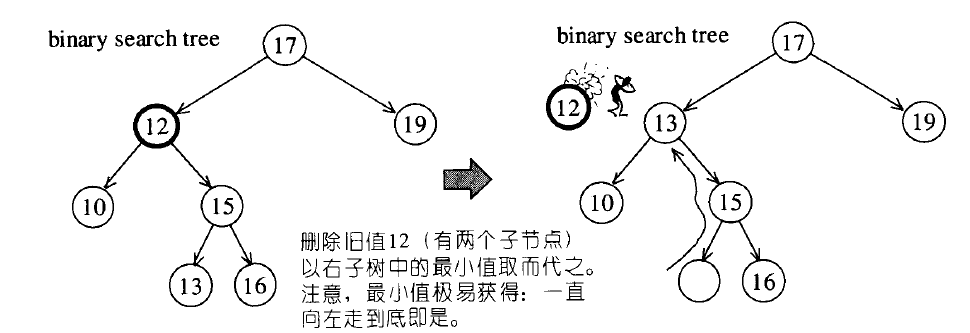 binary search tree
17
12
19
10
15
13
16
删除旧值12（有两个子节点）
以右子树中的最小值取而代之。
注意，最小值极易获得：一直
向左走到底即是。
binary search tree
17
12
13
19
10
15
16